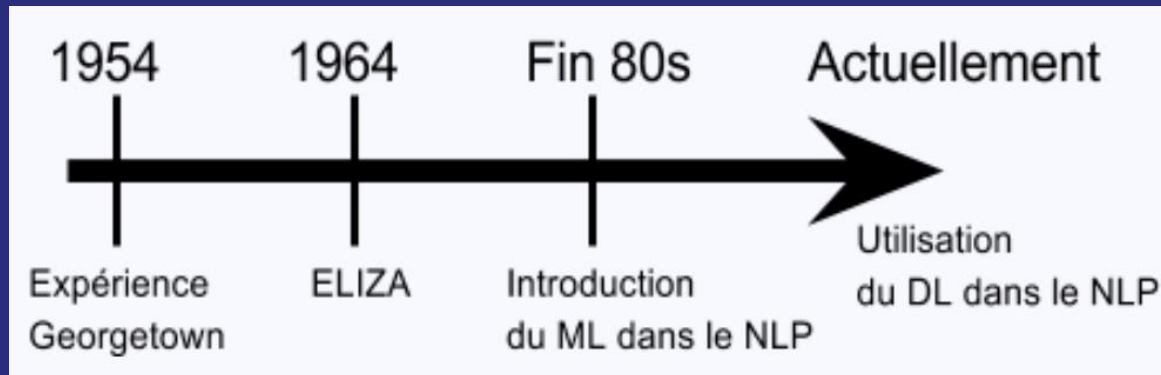 1954 1964 Fin 80s Actuellement
Expérience
Georgetown
ELIZA
Introduction
du ML dans le NLP
Utilisation
du DL dans le NLP